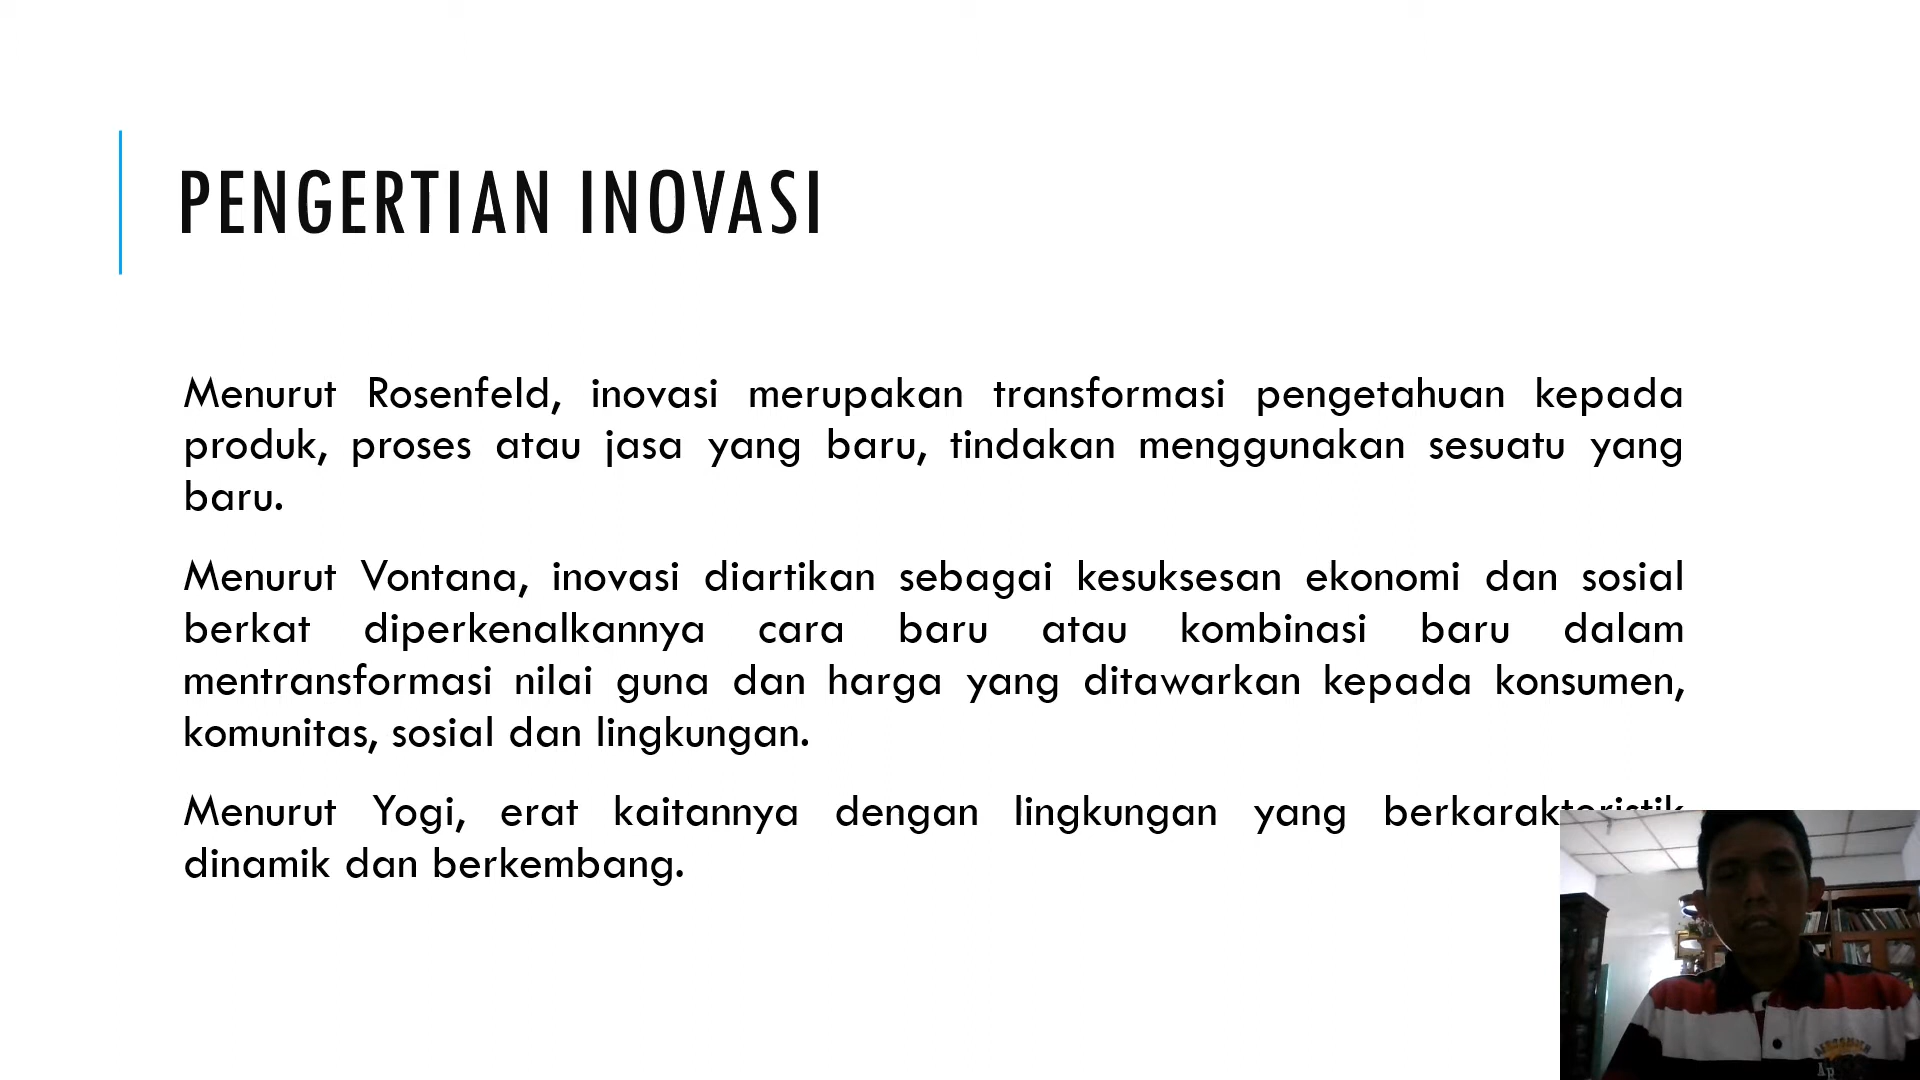 PENGERTIAN INOVASI
Menurut Rosenfeld, inovasi merupakan transformasi pengetahuan kepada
produk, proses atau jasa yang baru, tindakan menggunakan sesuatu yang
baru.
Menurut Vontana, inovasi diartikan sebagai kesuksesan ekonomi dan sosial
berkat diperkenalkannya cara baru atau kombinasi baru dalam
mentransformasi nilai guna dan harga yang ditawarkan kepada konsumen,
komunitas, sosial dan lingkungan.
Menurut Yogi, erat kaitannya dengan lingkungan yang berkarakteristik
dinamik dan berkembang.